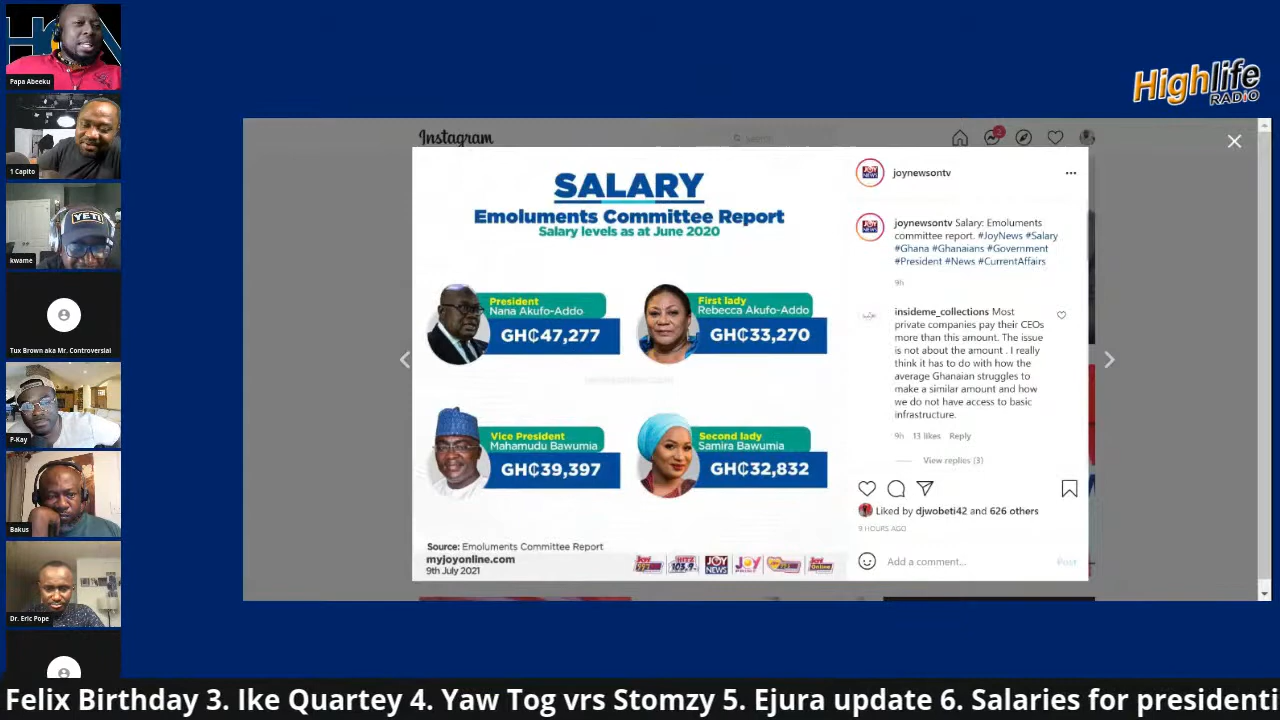 Papa Abeeku
1 Capito
YETI
kwame
Tux Brown aka Mr. Controversial
P-Kay
Bakus
Dr. Eric Pope
Highlife
RADIO
Instagram
Search
SALARY
Emoluments Committee Report
Salary levels as at June 2020
President
Nana Akufo-Addo
GH₵47,277
First lady
Rebecca Akufo-Addo
GH₵33,270
Vice President
Mahamudu Bawumia
GH₵39,397
Second lady
Samira Bawumia
GH₵32,832
Source: Emoluments Committee Report
myjoyonline.com
9th July 2021
JOY NEWS
joynewsontv
joynewsontv Salary: Emoluments
committee report. #JoyNews #Salary
#Ghana #Ghanaians #Government
#President #News #CurrentAffairs
9h
insideme_collections Most
private companies pay their CEOs
more than this amount. The issue
is not about the amount . I really
think it has to do with how the
average Ghanaian struggles to
make a similar amount and how
we do not have access to basic
infrastructure.
9h 13 likes Reply
View replies (3)
Liked by djwobeti42 and 626 others
9 HOURS AGO
Add a comment...
Post
Felix Birthday 3. Ike Quartey 4. Yaw Tog vrs Stomzy 5. Ejura update 6. Salaries for presidenti